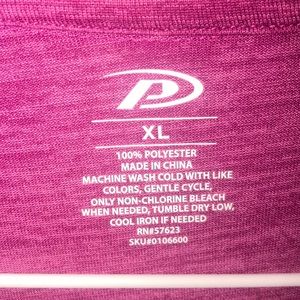 XL
100% POLYESTER
MADE IN CHINA
MACHINE WASH COLD WITH LIKE
COLORS, GENTLE CYCLE,
ONLY NON-CHLORINE BLEACH
WHEN NEEDED, TUMBLE DRY LOW,
COOL IRON IF NEEDED
RN#57623
SKU#0106600